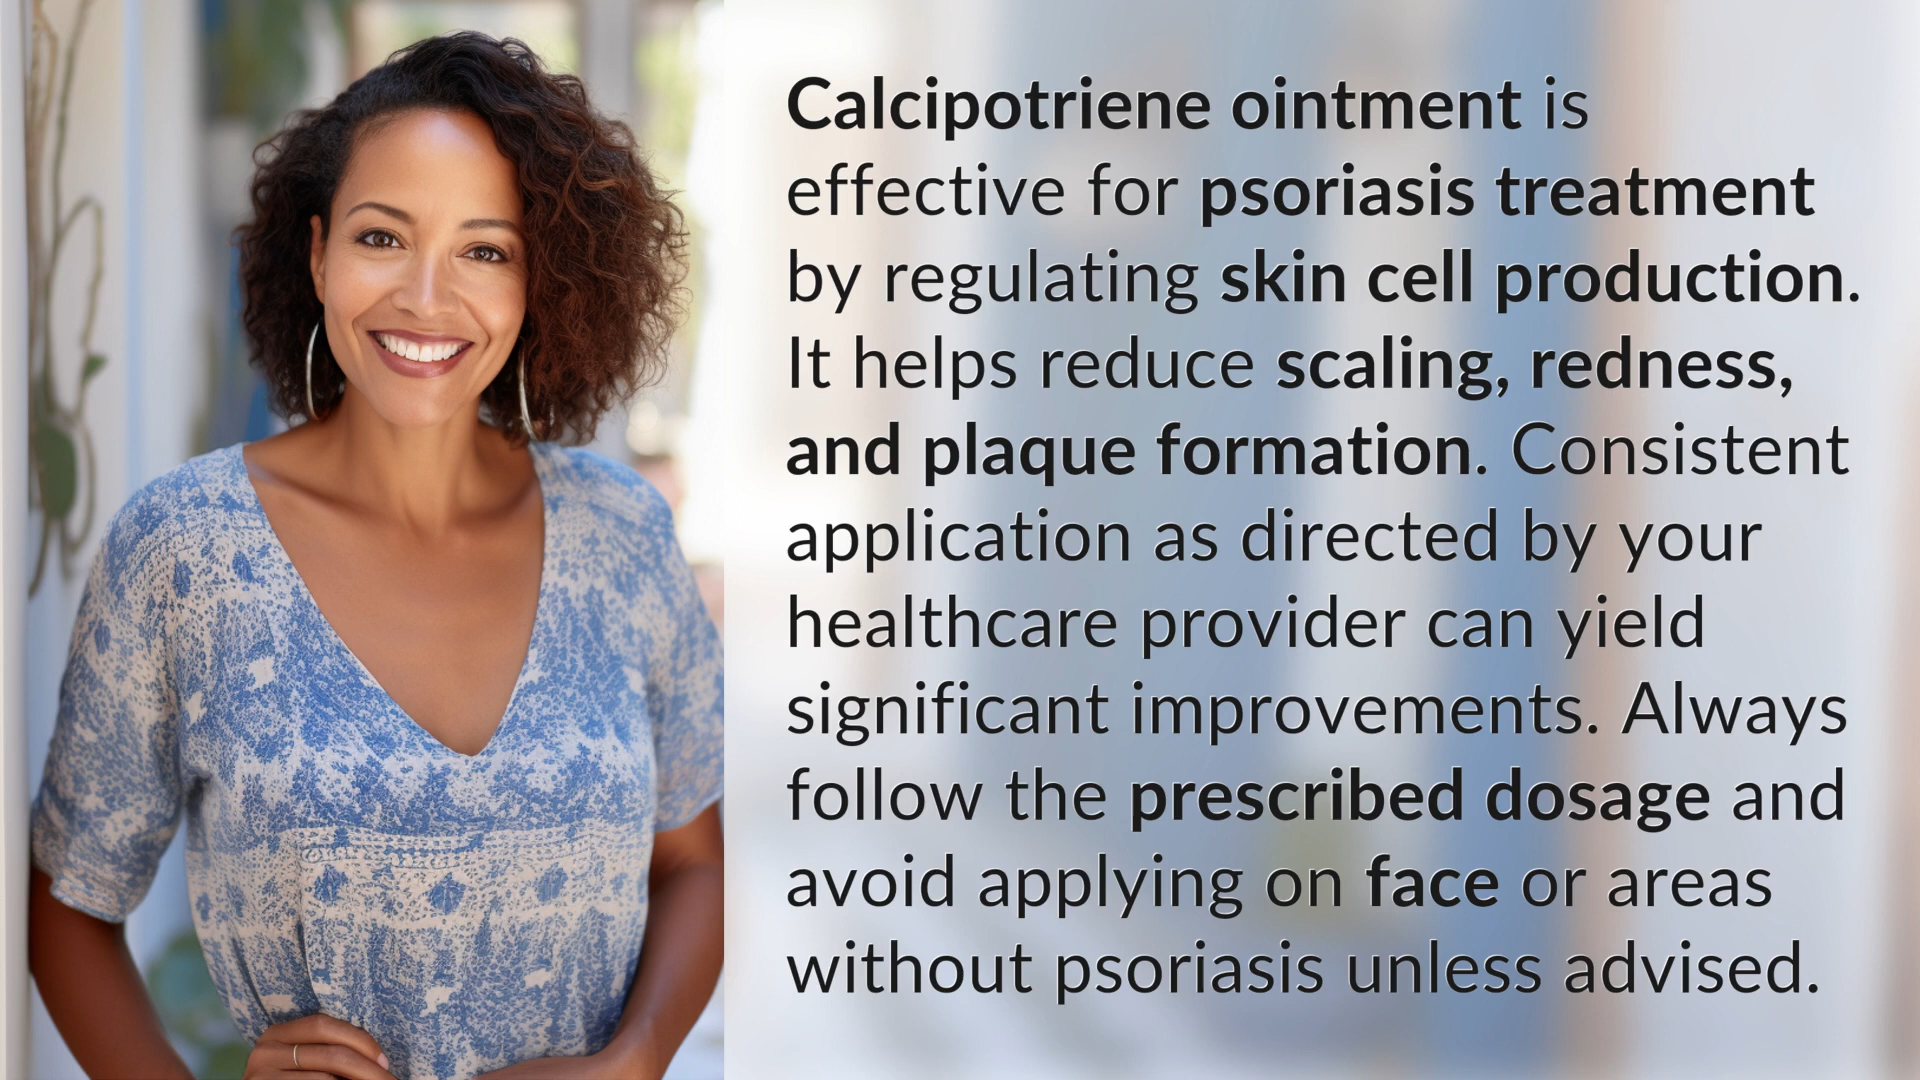 Calcipotriene ointment is
effective for psoriasis treatment
by regulating skin cell production.
It helps reduce scaling, redness,
and plaque formation. Consistent
application as directed by your
healthcare provider can yield
significant improvements. Always
follow the prescribed dosage and
avoid applying on face or areas
without psoriasis unless advised.